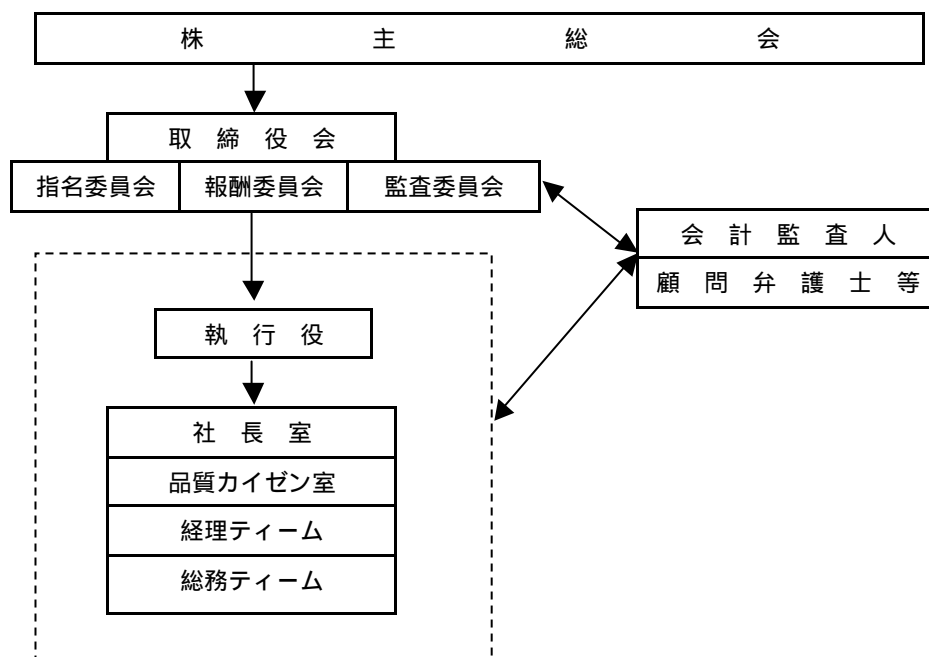 株 主 総 会
取 締 役 会
指名委員会 報酬委員会 監査委員会
会 計 監 査 人
顧 問 弁 護 士 等
執 行 役
社 長 室
品質カイゼン室
経理ティーム
総務ティーム